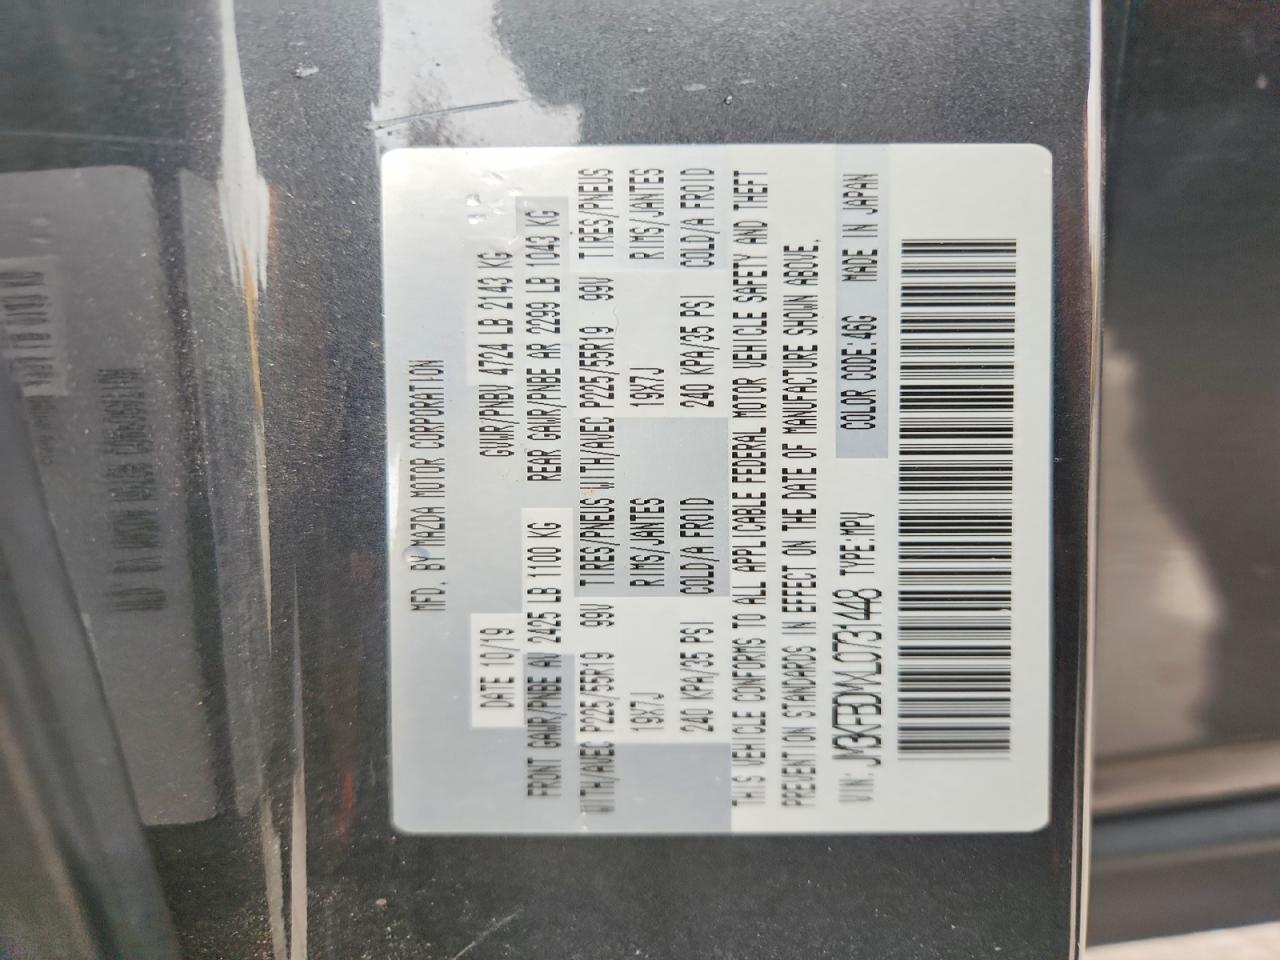 MFD. BY MAZDA MOTOR CORPORATION
DATE 10/19 GVWR/PNBV 4724 LB 2143 KG
FRONT GAWR/PNBE AV 2425 LB 1100 KG REAR GAWR/PNBE AR 2299 LB 1043 KG
WITH/AVEC P225/55R19 99V TIRES/PNEUS WITH/AVEC P225/55R19 99V TIRES/PNEUS
19X7J RIMS/JANTES 19X7J RIMS/JANTES
240 KPA/35 PSI COLD/A FROID 240 KPA/35 PSI COLD/A FROID
THIS VEHICLE CONFORMS TO ALL APPLICABLE FEDERAL MOTOR VEHICLE SAFETY AND THEFT
PREVENTION STANDARDS IN EFFECT ON THE DATE OF MANUFACTURE SHOWN ABOVE.
VIN: JM3KFBDMXL0731448 TYPE:MPV COLOR CODE:46G MADE IN JAPAN